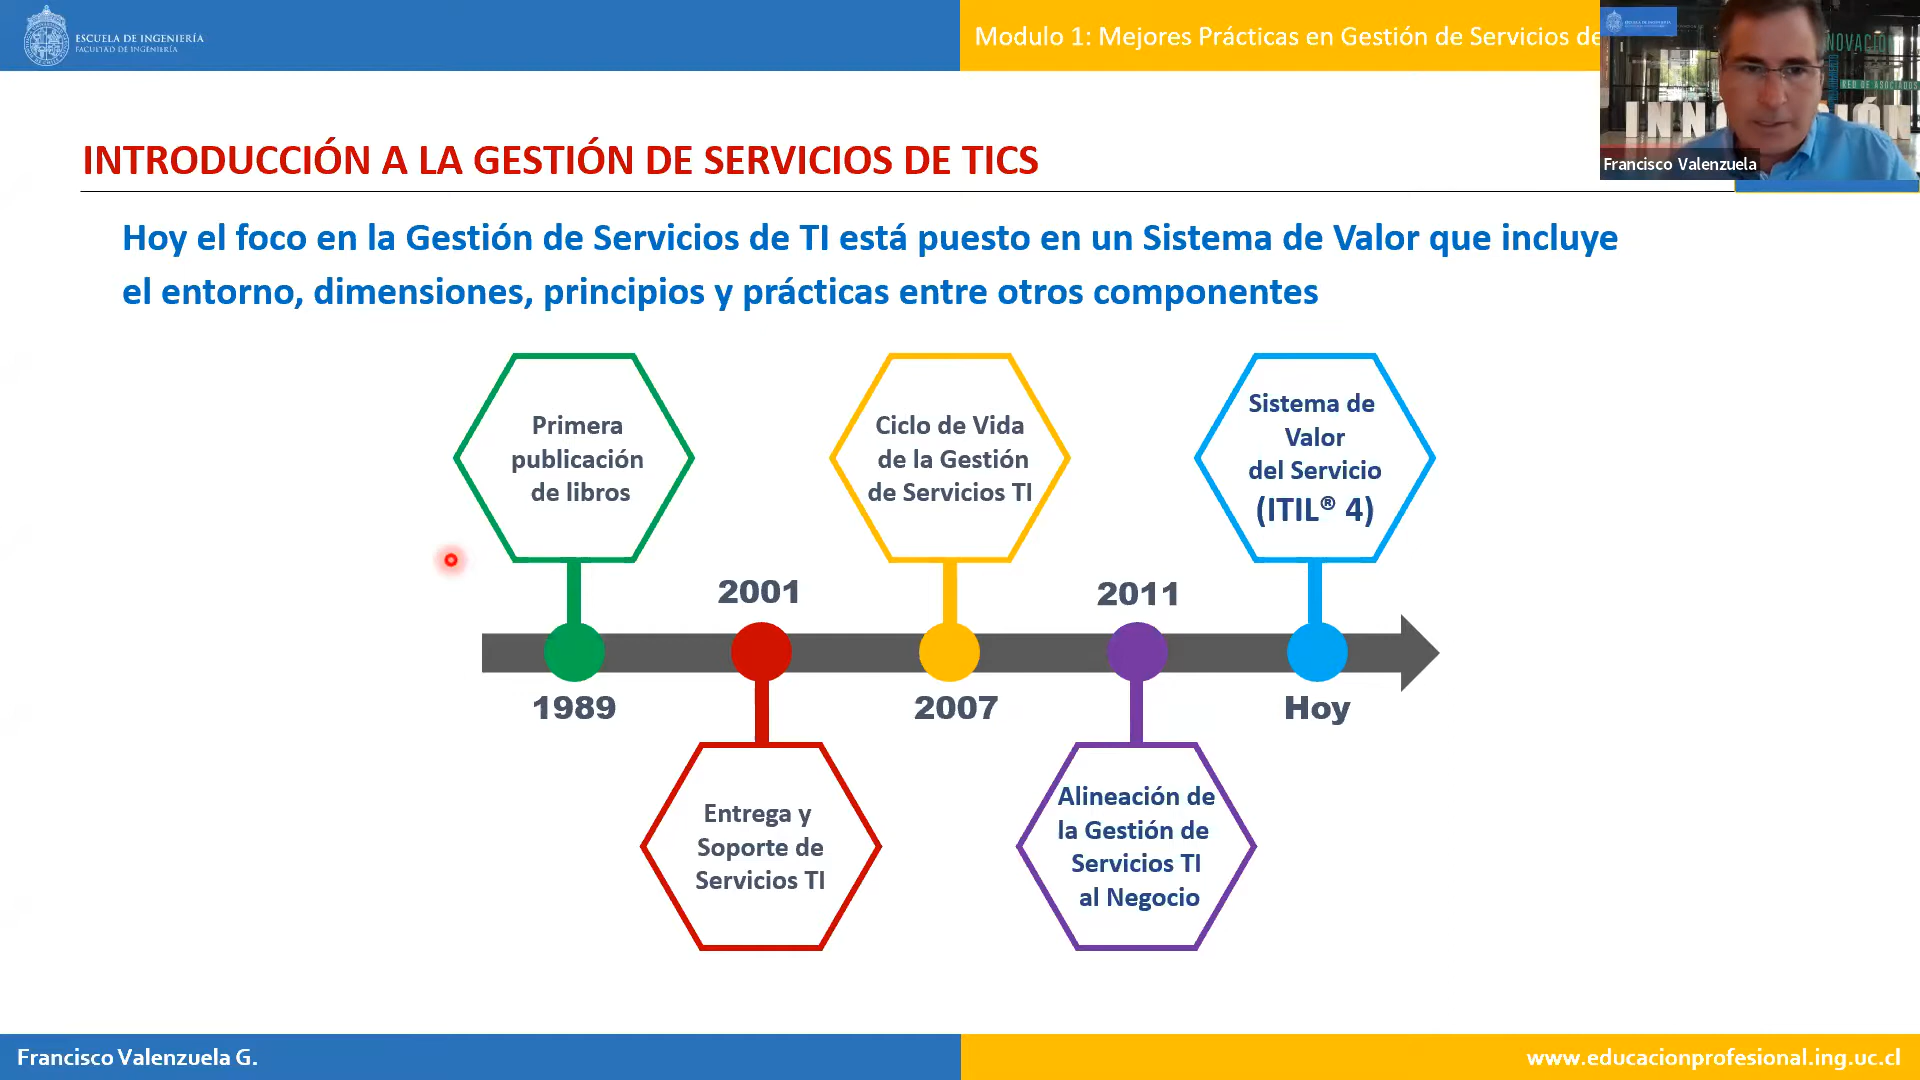 ESCUELA DE INGENIERÍA
FACULTAD DE INGENIERÍA
Modulo 1: Mejores Prácticas en Gestión de Servicios de
RED DE ASOCIADOS
Francisco Valenzuela
INTRODUCCIÓN A LA GESTIÓN DE SERVICIOS DE TICS
Hoy el foco en la Gestión de Servicios de TI está puesto en un Sistema de Valor que incluye
el entorno, dimensiones, principios y prácticas entre otros componentes
Primera
publicación
de libros
Ciclo de Vida
de la Gestión
de Servicios TI
Sistema de
Valor
del Servicio
(ITIL® 4)
2001
2011
1989
2007
Hoy
Entrega y
Soporte de
Servicios TI
Alineación de
la Gestión de
Servicios TI
al Negocio
Francisco Valenzuela G.
www.educacionprofesional.ing.uc.cl